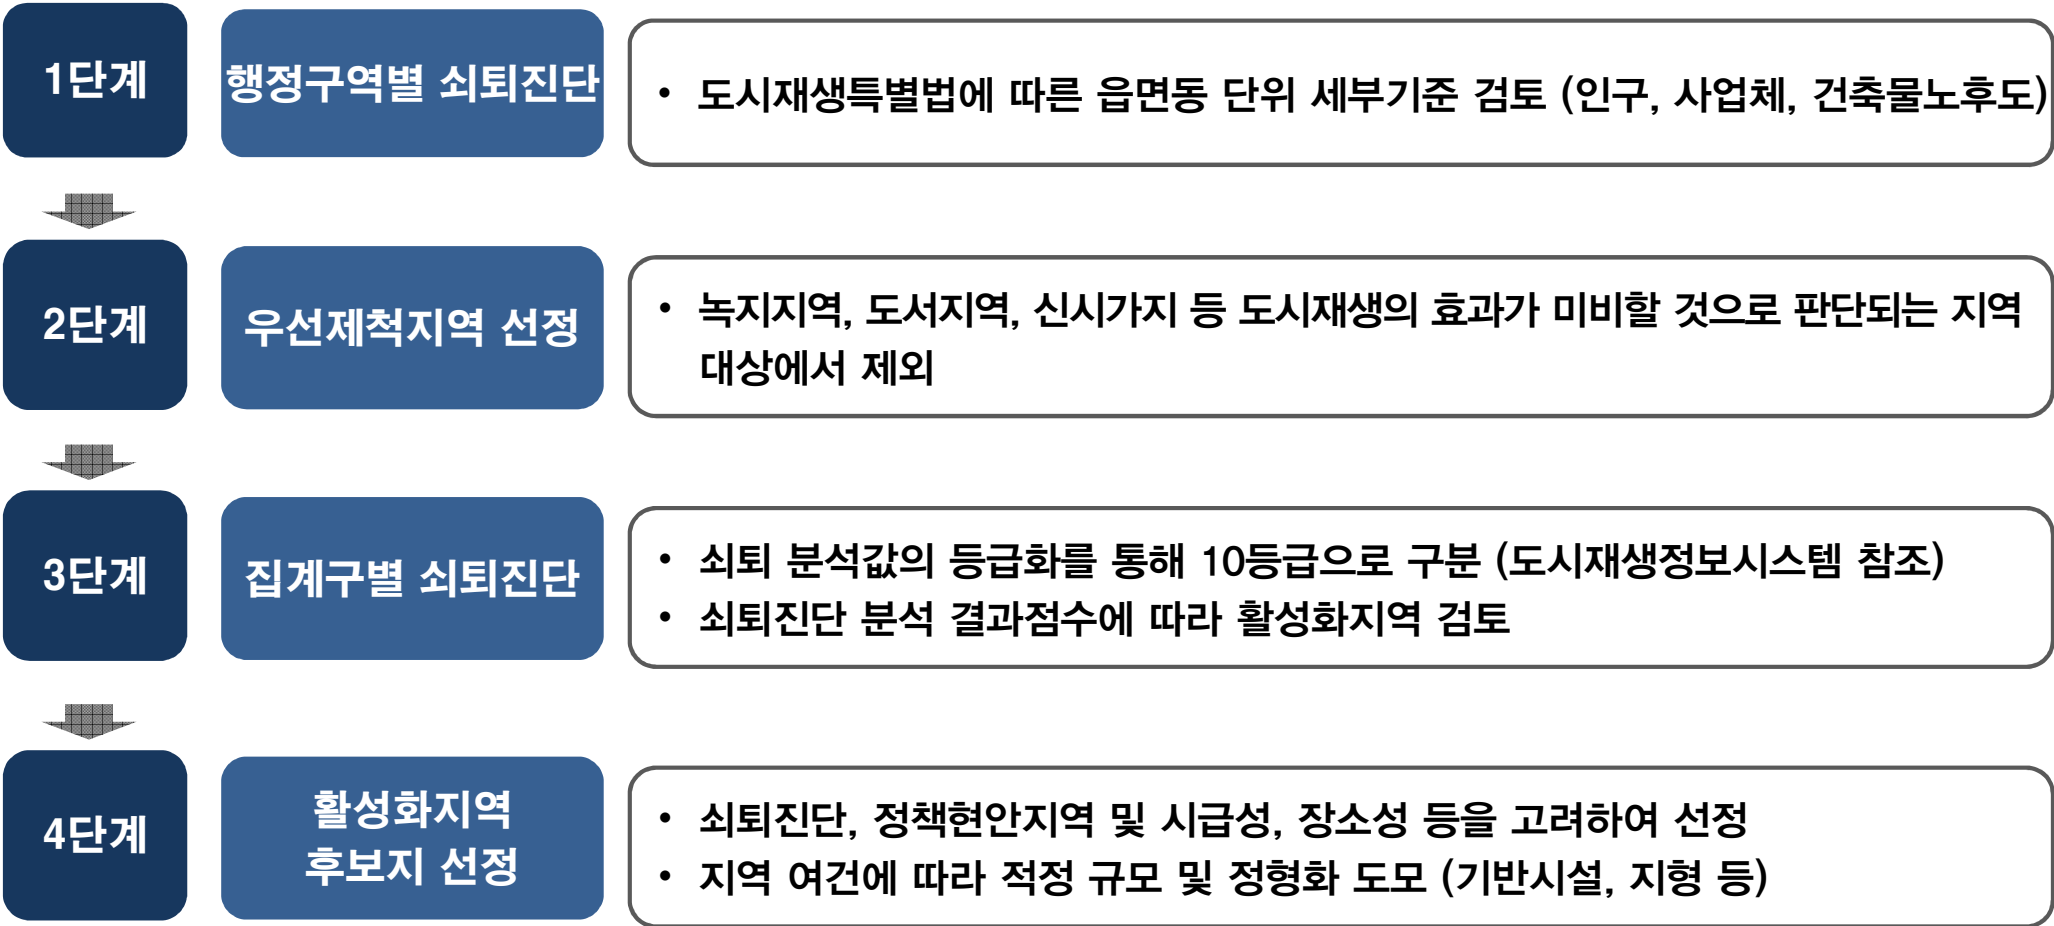 1단계
행정구역별 쇠퇴진단
• 도시재생특별법에 따른 읍면동 단위 세부기준 검토 (인구, 사업체, 건축물노후도)
2단계
우선제척지역 선정
• 녹지지역, 도서지역, 신시가지 등 도시재생의 효과가 미비할 것으로 판단되는 지역
대상에서 제외
3단계
집계구별 쇠퇴진단
• 쇠퇴 분석값의 등급화를 통해 10등급으로 구분 (도시재생정보시스템 참조)
• 쇠퇴진단 분석 결과점수에 따라 활성화지역 검토
4단계
활성화지역
후보지 선정
• 쇠퇴진단, 정책현안지역 및 시급성, 장소성 등을 고려하여 선정
• 지역 여건에 따라 적정 규모 및 정형화 도모 (기반시설, 지형 등)